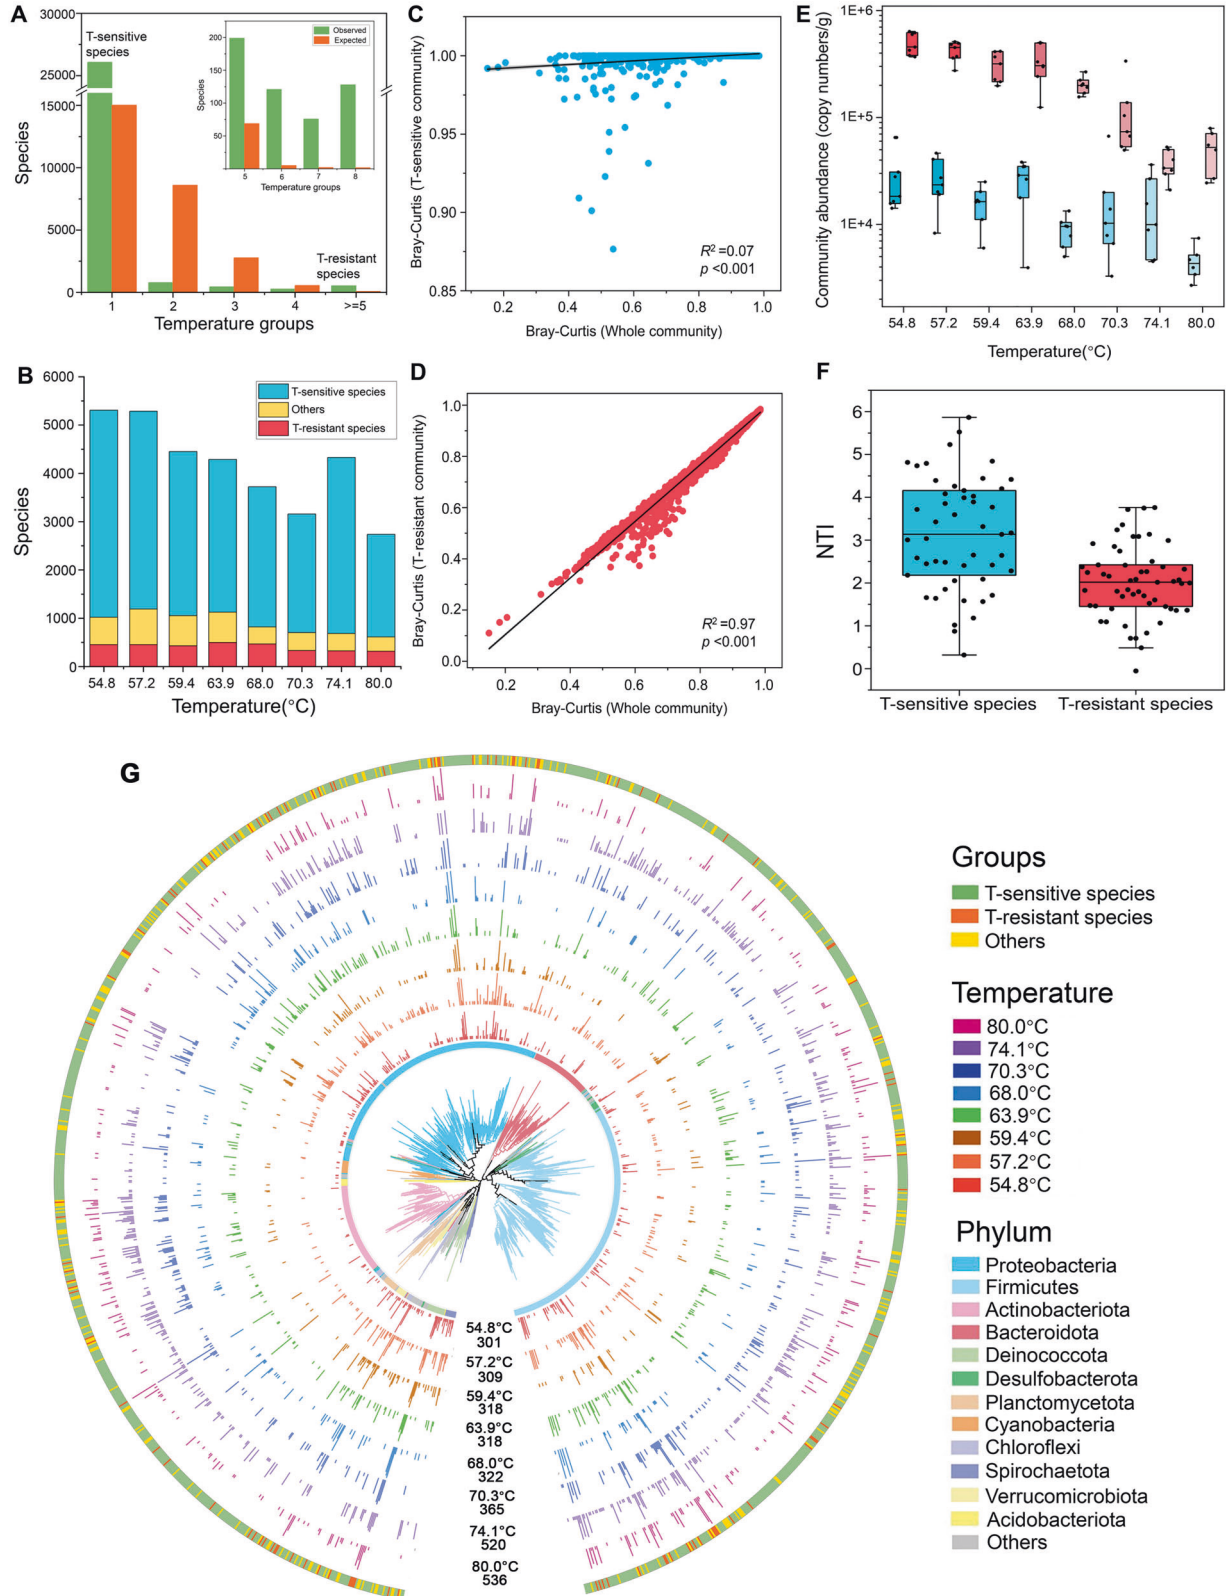 A
30000
25000
15000
10000
5000
0
Species
T-sensitive
species
T-resistant
species
1
2
3
4
>=5
Temperature groups
200
150
100
50
0
Species
Observed
Expected
5
6
7
8
Temperature groups
B
6000
5000
4000
3000
2000
1000
0
Species
T-sensitive species
Others
T-resistant species
54.8
57.2
59.4
63.9
68.0
70.3
74.1
80.0
Temperature(°C)
C
1.00
0.95
0.90
0.85
Bray-Curtis (T-sensitive community)
R² =0.07
p <0.001
0.2
0.4
0.6
0.8
1.0
Bray-Curtis (Whole community)
D
1.0
0.8
0.6
0.4
0.2
0.0
Bray-Curtis (T-resistant community)
R² =0.97
p <0.001
0.2
0.4
0.6
0.8
1.0
Bray-Curtis (Whole community)
E
1E+6
1E+5
1E+4
Community abundance (copy numbers/g)
54.8
57.2
59.4
63.9
68.0
70.3
74.1
80.0
Temperature(°C)
F
6
5
4
3
2
1
0
NTI
T-sensitive species
T-resistant species
G
54.8°C
301
57.2°C
309
59.4°C
318
63.9°C
318
68.0°C
322
70.3°C
365
74.1°C
520
80.0°C
536
Groups
T-sensitive species
T-resistant species
Others
Temperature
80.0°C
74.1°C
70.3°C
68.0°C
63.9°C
59.4°C
57.2°C
54.8°C
Phylum
Proteobacteria
Firmicutes
Actinobacteriota
Bacteroidota
Deinococcota
Desulfobacterota
Planctomycetota
Cyanobacteria
Chloroflexi
Spirochaetota
Verrucomicrobiota
Acidobacteriota
Others